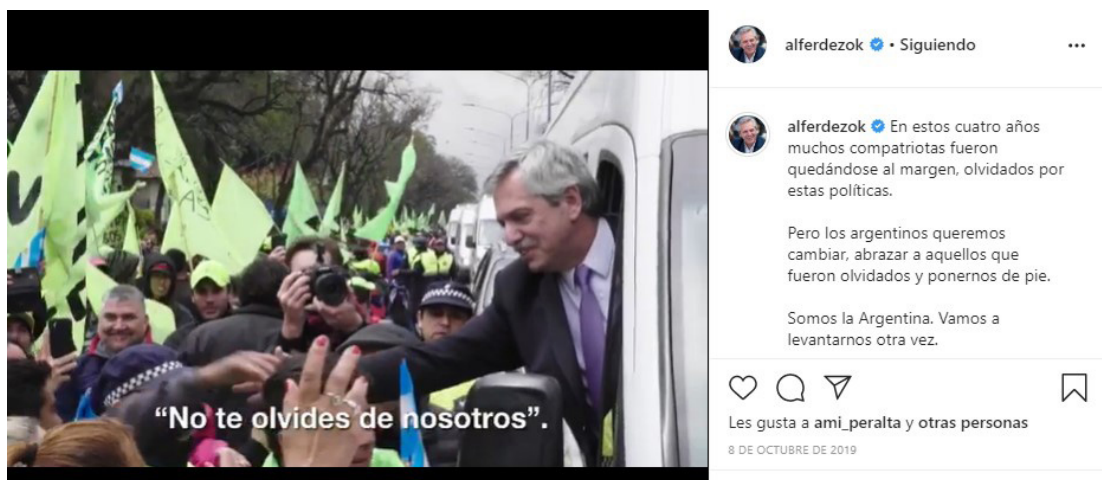 “No te olvides de nosotros”.
alferdezok • Siguiendo
alferdezok En estos cuatro años
muchos compatriotas fueron
quedándose al margen, olvidados por
estas políticas.
Pero los argentinos queremos
cambiar, abrazar a aquellos que
fueron olvidados y ponernos de pie.
Somos la Argentina. Vamos a
levantarnos otra vez.
Les gusta a ami_peralta y otras personas
8 DE OCTUBRE DE 2019